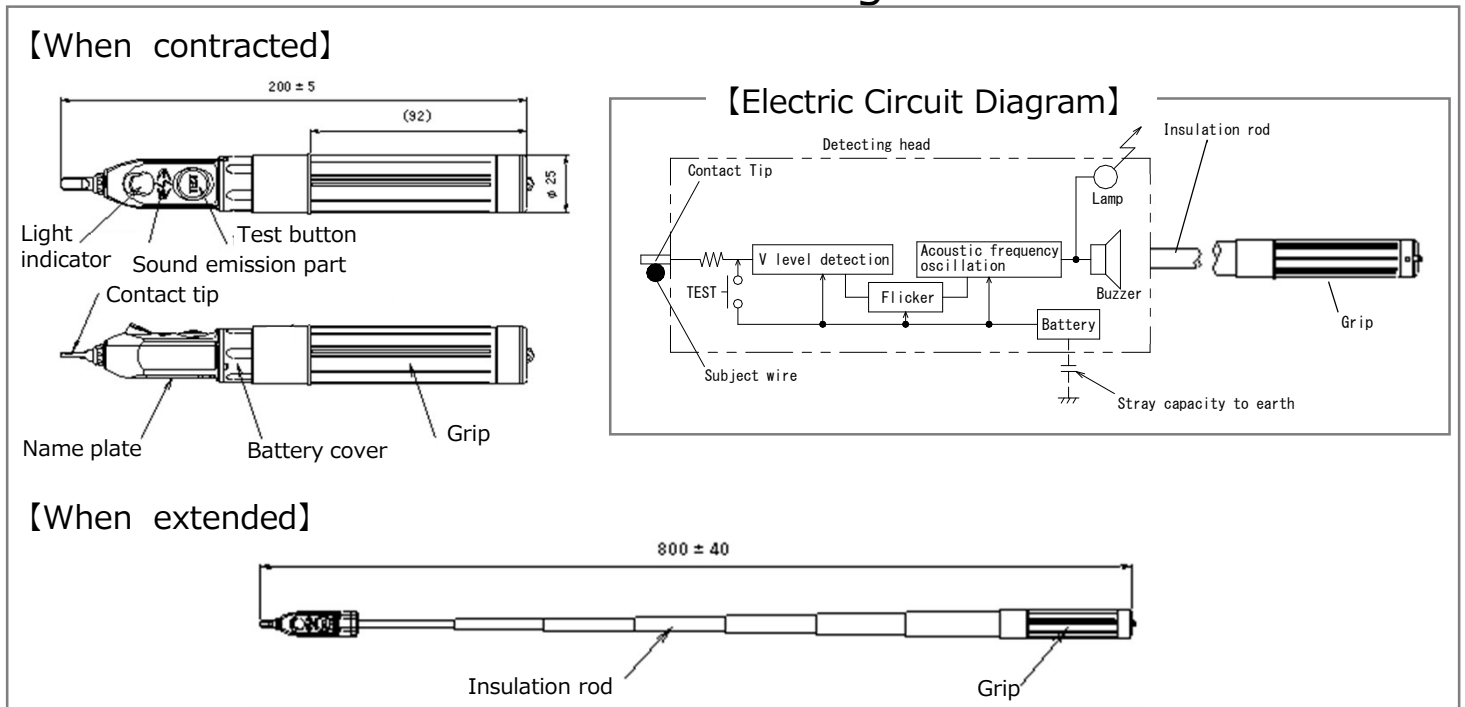 【When contracted】
200 ± 5
(92)
φ 25
Light
indicator
Sound emission part
Test button
Contact tip
Name plate
Battery cover
Grip
【Electric Circuit Diagram】
Detecting head
Insulation rod
Contact Tip
Lamp
V level detection
Acoustic frequency
oscillation
TEST
Flicker
Buzzer
Battery
Grip
Subject wire
Stray capacity to earth
【When extended】
800 ± 40
Insulation rod
Grip